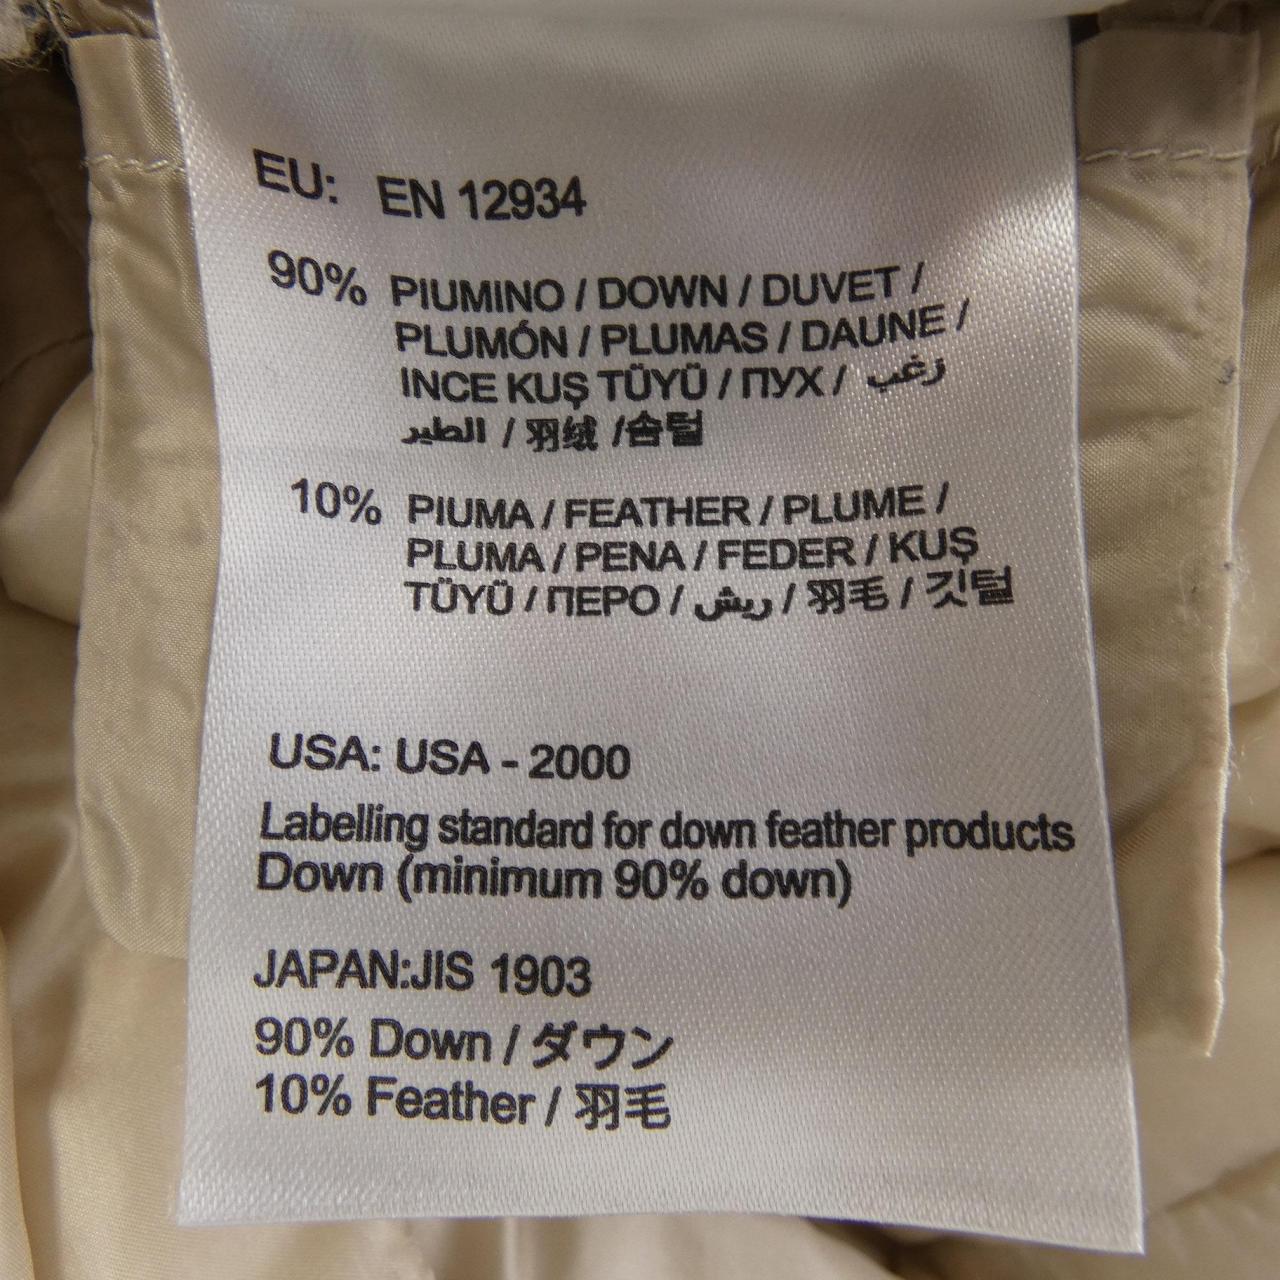 EU: EN 12934
90% PIUMINO / DOWN / DUVET /
PLUMÓN / PLUMAS / DAUNE /
INCE KUŞ TÜYÜ / ПУХ / زغب
الطير / 羽绒 /솜털
10% PIUMA / FEATHER / PLUME /
PLUMA / PENA / FEDER / KUŞ
TÜYÜ / ПЕРО / ريش / 羽毛 / 깃털
USA: USA - 2000
Labelling standard for down feather products
Down (minimum 90% down)
JAPAN:JIS 1903
90% Down / ダウン
10% Feather / 羽毛